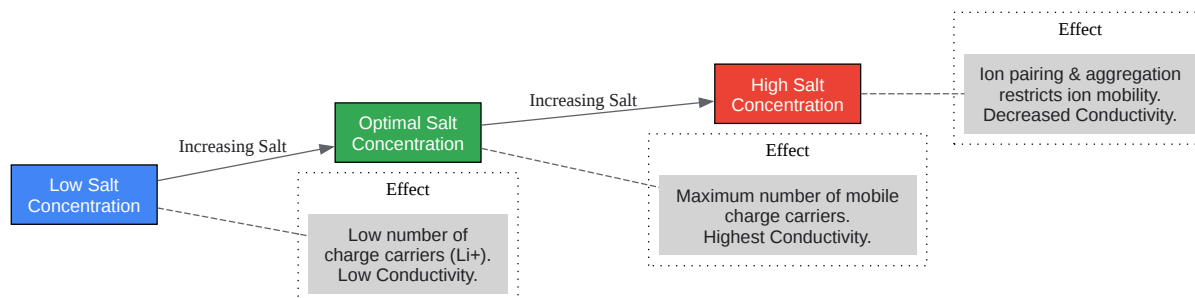 Low Salt
Concentration
Increasing Salt
Optimal Salt
Concentration
Increasing Salt
High Salt
Concentration
Effect
Low number of
charge carriers (Li+).
Low Conductivity.
Effect
Maximum number of mobile
charge carriers.
Highest Conductivity.
Effect
Ion pairing & aggregation
restricts ion mobility.
Decreased Conductivity.